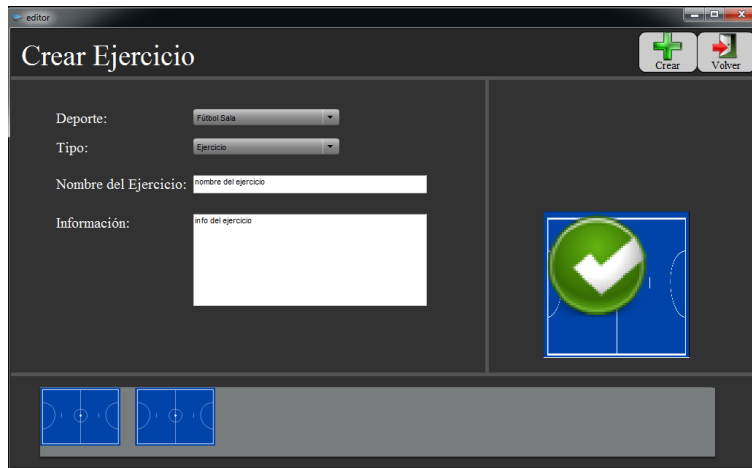 editor
Crear Ejercicio
Crear
Volver
Deporte:
Fútbol Sala
Tipo:
Ejercicio
Nombre del Ejercicio:
nombre del ejercicio
Información:
info del ejercicio